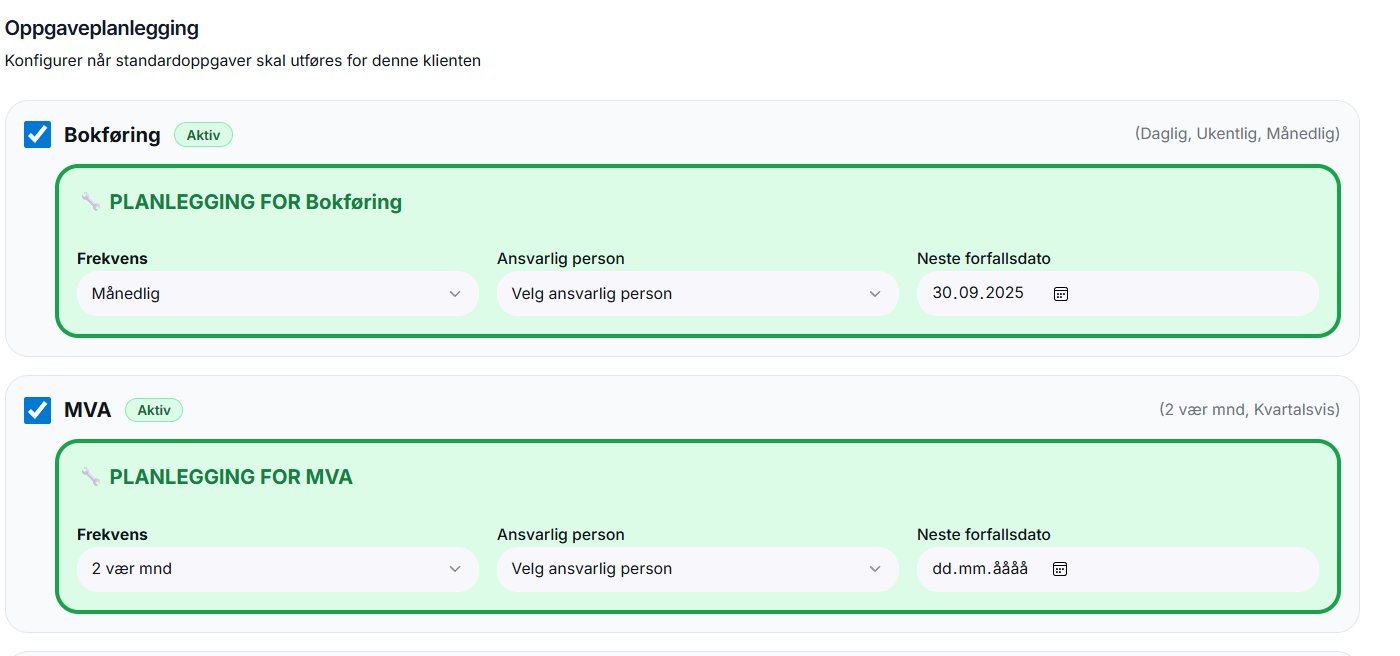 Oppgaveplanlegging
Konfigurer når standardoppgaver skal utføres for denne klienten
Bokføring Aktiv (Daglig, Ukentlig, Månedlig)
PLANLEGGING FOR Bokføring
Frekvens Ansvarlig person Neste forfallsdato
Månedlig Velg ansvarlig person 30.09.2025
MVA Aktiv (2 vær mnd, Kvartalsvis)
PLANLEGGING FOR MVA
Frekvens Ansvarlig person Neste forfallsdato
2 vær mnd Velg ansvarlig person dd.mm.åååå